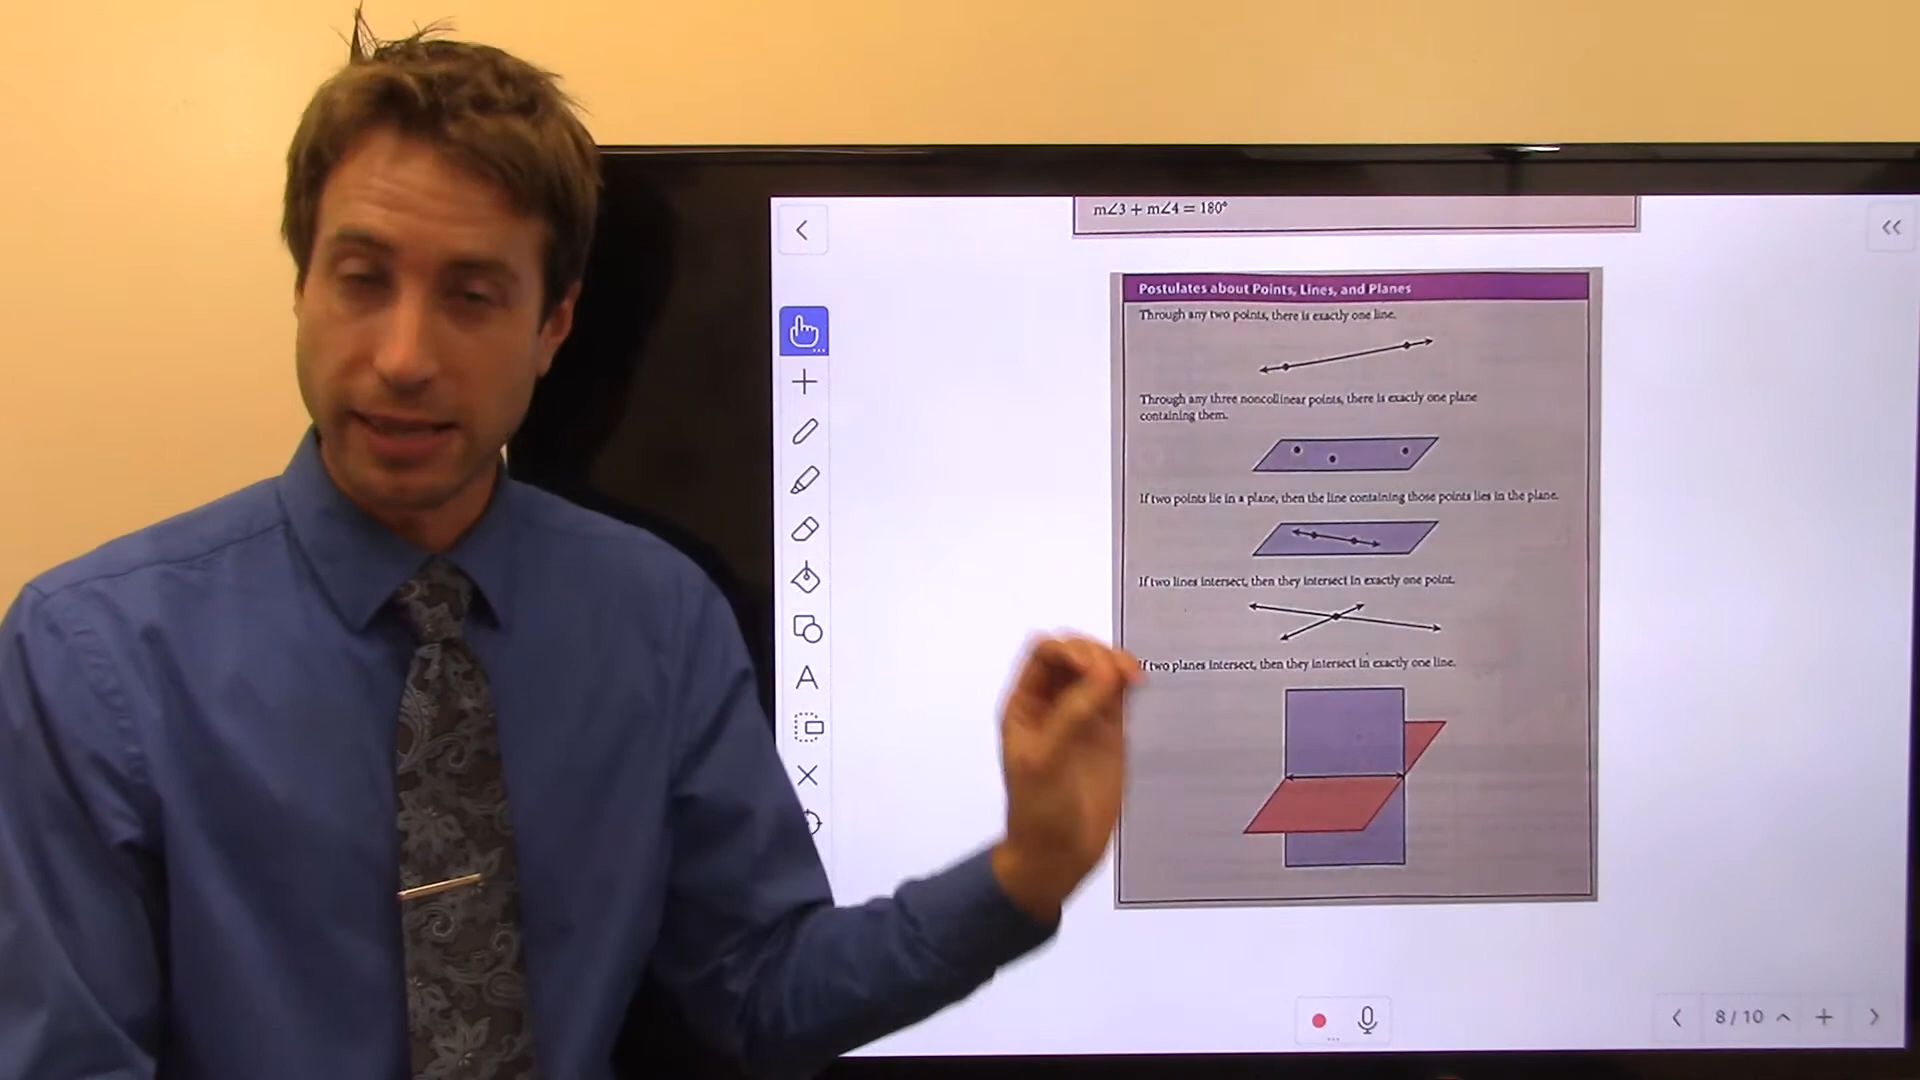 m∠3 + m∠4 = 180°
Postulates about Points, Lines, and Planes
Through any two points, there is exactly one line.
Through any three noncollinear points, there is exactly one plane
containing them.
If two points lie in a plane, then the line containing those points lies in the plane.
If two lines intersect, then they intersect in exactly one point.
If two planes intersect, then they intersect in exactly one line.
A
8 / 10